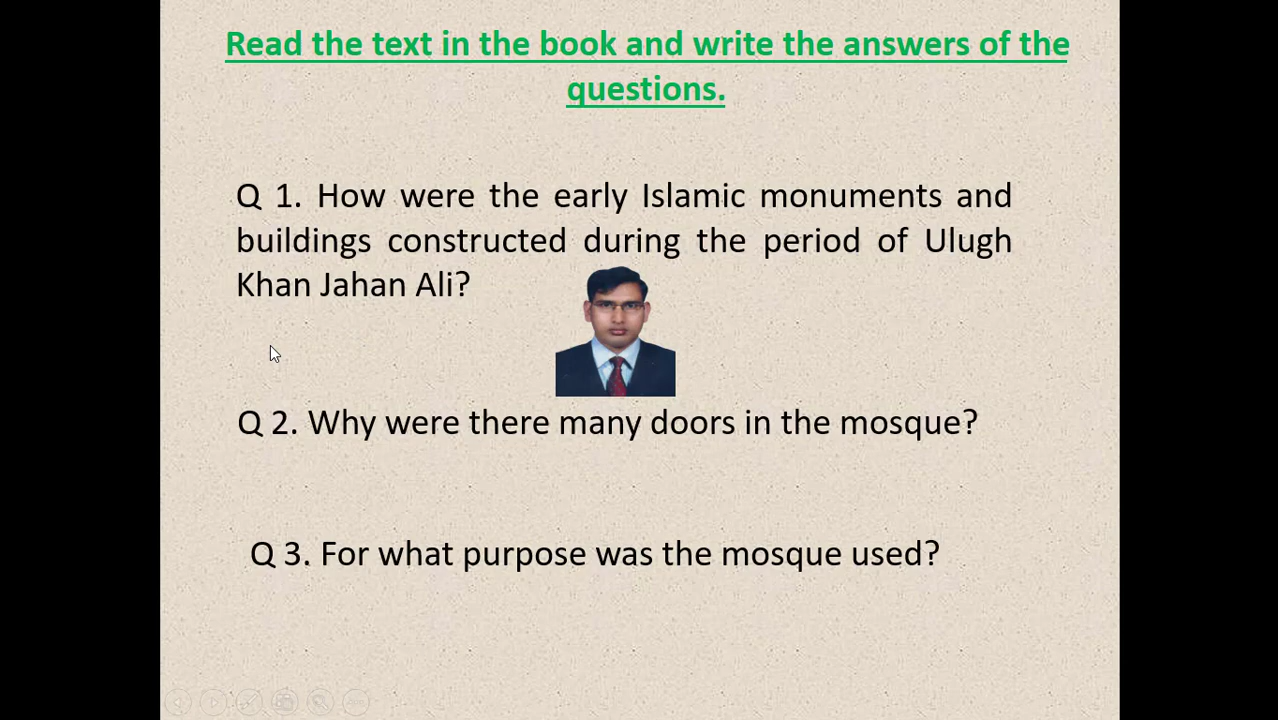 Read the text in the book and write the answers of the
questions.
Q 1. How were the early Islamic monuments and
buildings constructed during the period of Ulugh
Khan Jahan Ali?
Q 2. Why were there many doors in the mosque?
Q 3. For what purpose was the mosque used?